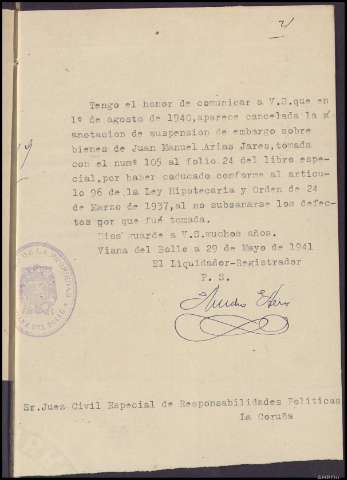 Tengo el honor de comunicar a V.S.que en
1º de agosto de 1940,aparece cancelada la
anotacion de suspension de embargo sobre
bienes de Juan Manuel Arias Jares,tomada
con el numº 105 al folio 24 del libro espe-
cial,por haber caducado conforme al articu-
lo 96 de la Ley Hipotecaria y Orden de 24
de Marzo de 1937,al no subsanarse los defec-
tos por que fué tomada.
Dios guarde a V.S.muchos años.
Viana del Bollo a 29 de Mayo de 1941
El Liquidador-Registrador
P. S.
Sr.Juez Civil Especial de Responsabilidades Politicas
La Coruña